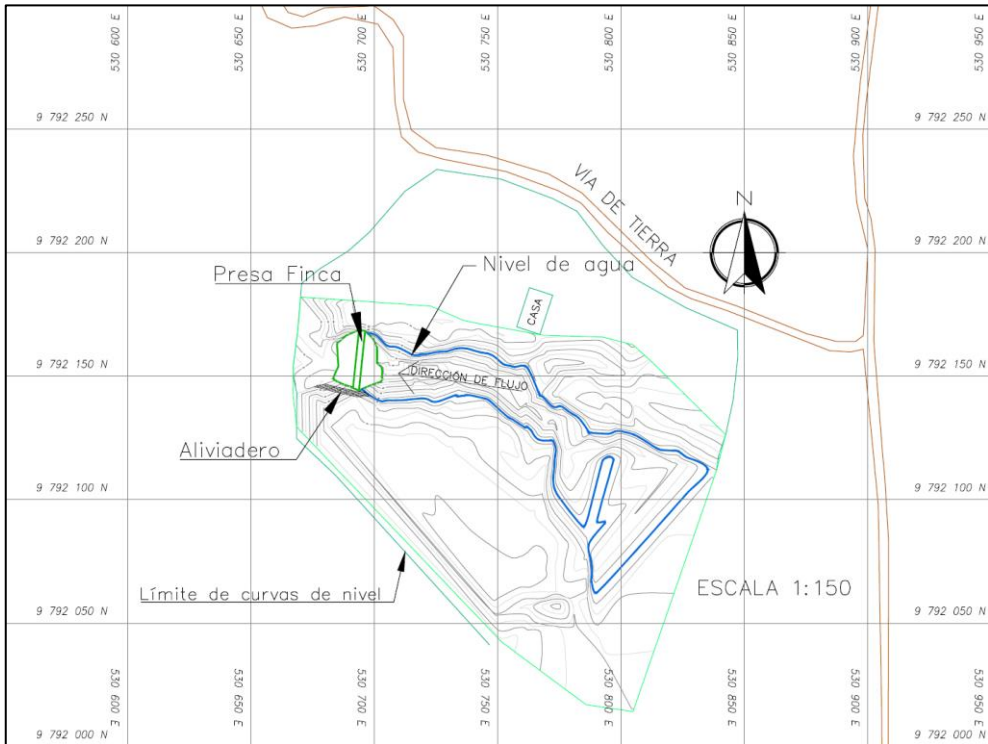 530 600 E
530 650 E
530 700 E
530 750 E
530 800 E
530 850 E
530 900 E
530 950 E
9 792 250 N
9 792 250 N
VÍA DE TIERRA
N
9 792 200 N
9 792 200 N
Presa Finca
Nivel de agua
CASA
9 792 150 N
9 792 150 N
DIRECCIÓN DE FLUJO
Aliviadero
9 792 100 N
9 792 100 N
Límite de curvas de nivel
ESCALA 1:150
9 792 050 N
9 792 050 N
530 600 E
530 650 E
530 700 E
530 750 E
530 800 E
530 850 E
530 900 E
530 950 E
9 792 000 N
9 792 000 N